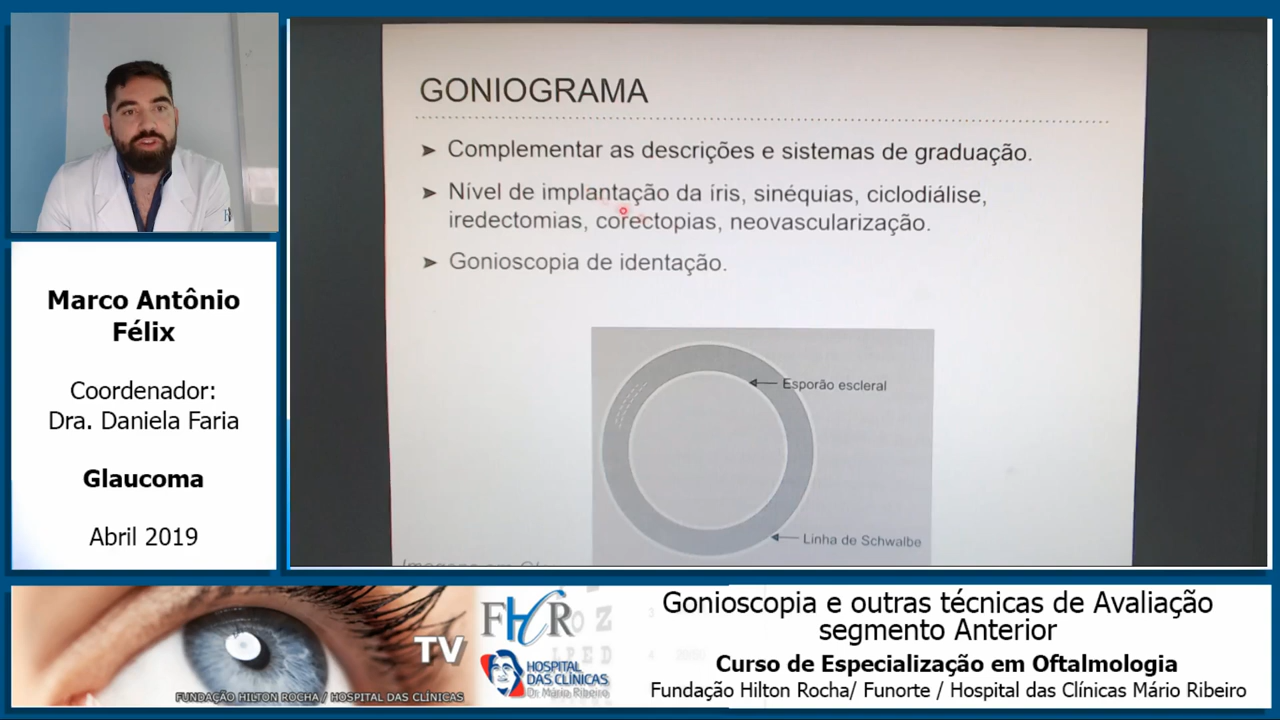 GONIOGRAMA
➤ Complementar as descrições e sistemas de graduação.
➤ Nível de implantação da íris, sinéquias, ciclodiálise,
iredectomias, corectopias, neovascularização.
➤ Gonioscopia de identação.
Esporão escleral
Linha de Schwalbe
Marco Antônio
Félix
Coordenador:
Dra. Daniela Faria
Glaucoma
Abril 2019
TV
FUNDAÇÃO HILTON ROCHA / HOSPITAL DAS CLÍNICAS
FHCR
HOSPITAL
DAS CLÍNICAS
Dr. Mário Ribeiro
Gonioscopia e outras técnicas de Avaliação
segmento Anterior
Curso de Especialização em Oftalmologia
Fundação Hilton Rocha/ Funorte / Hospital das Clínicas Mário Ribeiro